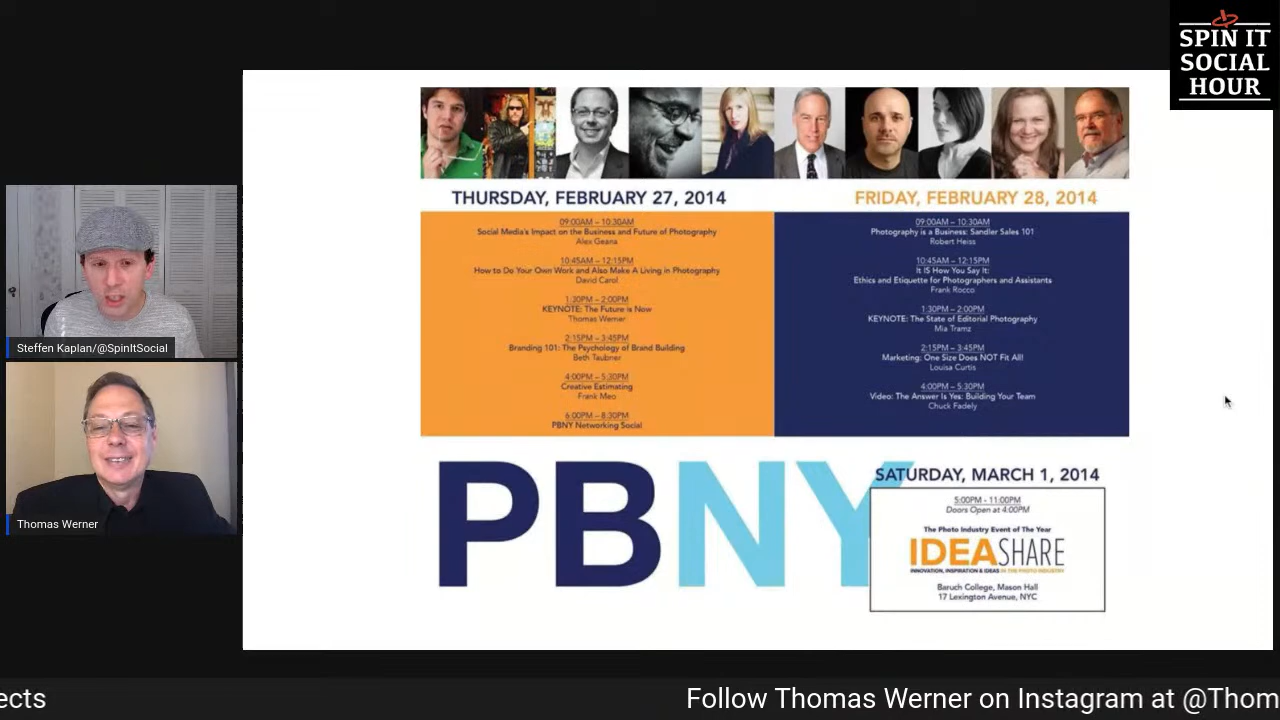 SPIN IT
SOCIAL
HOUR
THURSDAY, FEBRUARY 27, 2014
09:00AM – 10:30AM
Social Media's Impact on the Business and Future of Photography
Alex Geana
10:45AM – 12:15PM
How to Do Your Own Work and Also Make A Living in Photography
David Carol
1:30PM – 2:00PM
KEYNOTE: The Future is Now
Thomas Werner
2:15PM – 3:45PM
Branding 101: The Psychology of Brand Building
Beth Taubner
4:00PM – 5:30PM
Creative Estimating
Frank Meo
6:00PM – 8:30PM
PBNY Networking Social
FRIDAY, FEBRUARY 28, 2014
09:00AM – 10:30AM
Photography is a Business: Sandler Sales 101
Robert Heiss
10:45AM – 12:15PM
It IS How You Say It:
Ethics and Etiquette for Photographers and Assistants
Frank Rocco
1:30PM – 2:00PM
KEYNOTE: The State of Editorial Photography
Mia Tramz
2:15PM – 3:45PM
Marketing: One Size Does NOT Fit All!
Louisa Curtis
4:00PM – 5:30PM
Video: The Answer Is Yes: Building Your Team
Chuck Fadely
PBNY
SATURDAY, MARCH 1, 2014
5:00PM - 11:00PM
Doors Open at 4:00PM
The Photo Industry Event of The Year
IDEASHARE
INNOVATION, INSPIRATION & IDEAS IN THE PHOTO INDUSTRY
Baruch College, Mason Hall
17 Lexington Avenue, NYC
Steffen Kaplan/@SpinItSocial
Thomas Werner
ects
Follow Thomas Werner on Instagram at @Thom